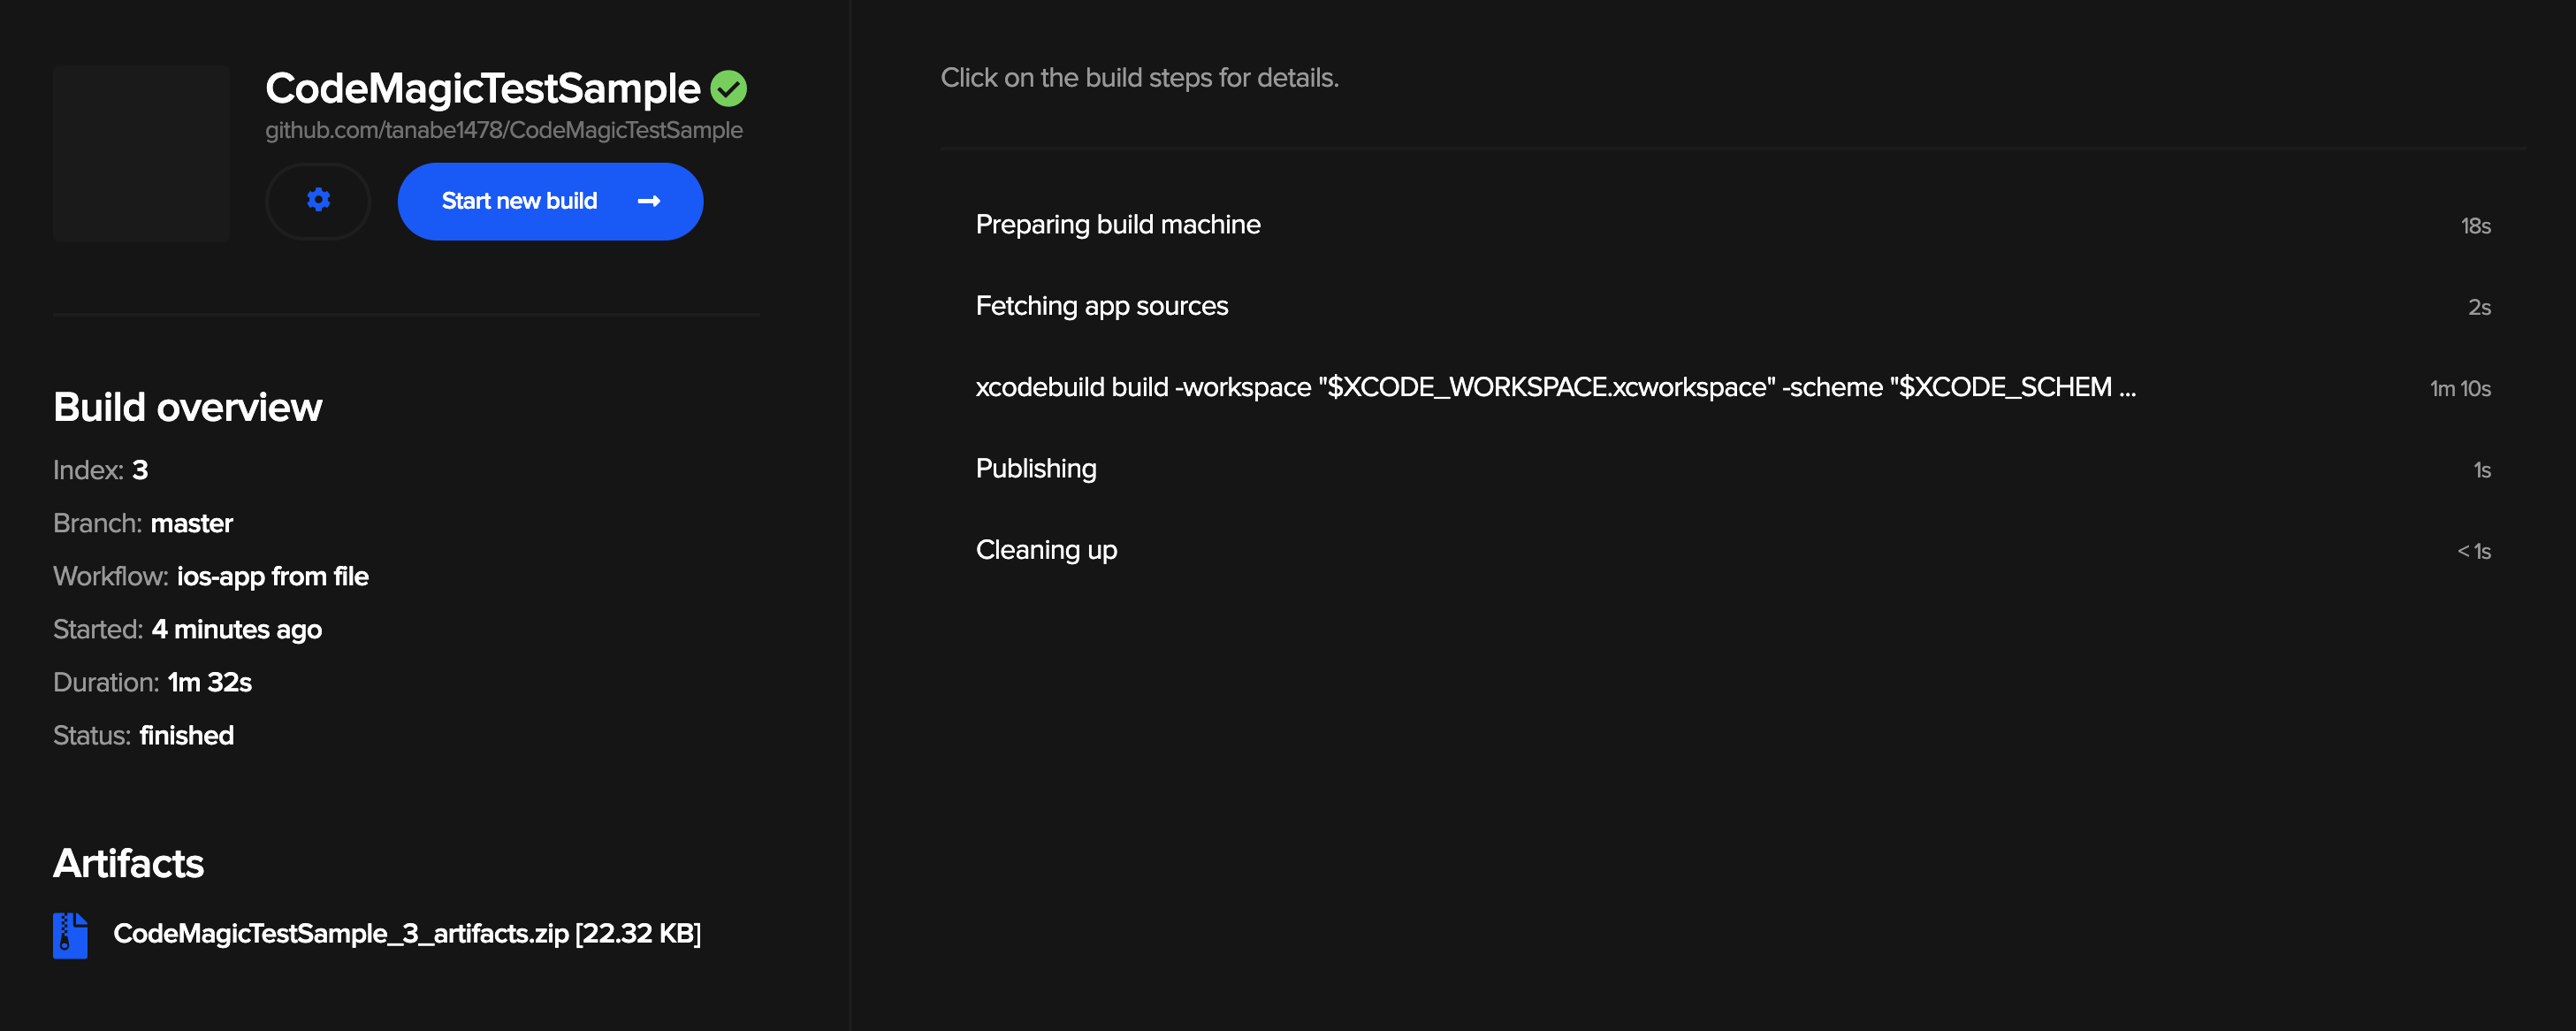 CodeMagicTestSample
github.com/tanabe1478/CodeMagicTestSample
Start new build
Build overview
Index: 3
Branch: master
Workflow: ios-app from file
Started: 4 minutes ago
Duration: 1m 32s
Status: finished
Artifacts
CodeMagicTestSample_3_artifacts.zip [22.32 KB]
Click on the build steps for details.
Preparing build machine 18s
Fetching app sources 2s
xcodebuild build -workspace "$XCODE_WORKSPACE.xcworkspace" -scheme "$XCODE_SCHEM ... 1m 10s
Publishing 1s
Cleaning up < 1s